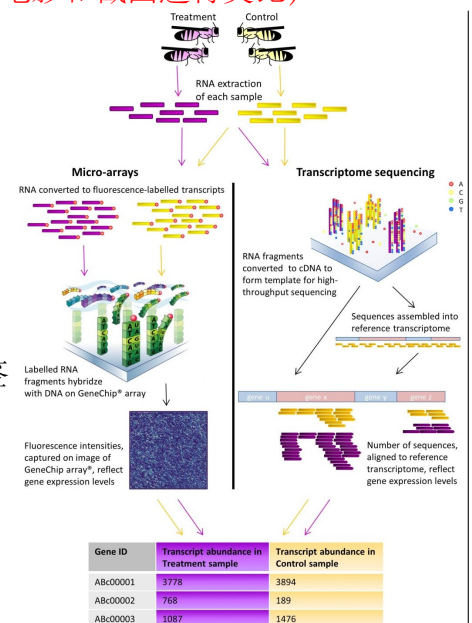 Treatment Control
RNA extraction
of each sample
Micro-arrays
RNA converted to fluorescence-labelled transcripts
Labelled RNA
fragments hybridze
with DNA on GeneChip® array
Fluorescence intensities,
captured on image of
GeneChip array®, reflect
gene expression levels
Transcriptome sequencing
A
C
G
T
RNA fragments
converted to cDNA to
form template for high-
throughput sequencing
Sequences assembled into
reference transcriptome
gene u gene x gene y gene z
Number of sequences,
aligned to reference
transcriptome, reflect
gene expression levels
Gene ID Transcript abundance in Treatment sample Transcript abundance in Control sample
ABc00001 3778 3894
ABc00002 768 189
ABc00003 1087 1476